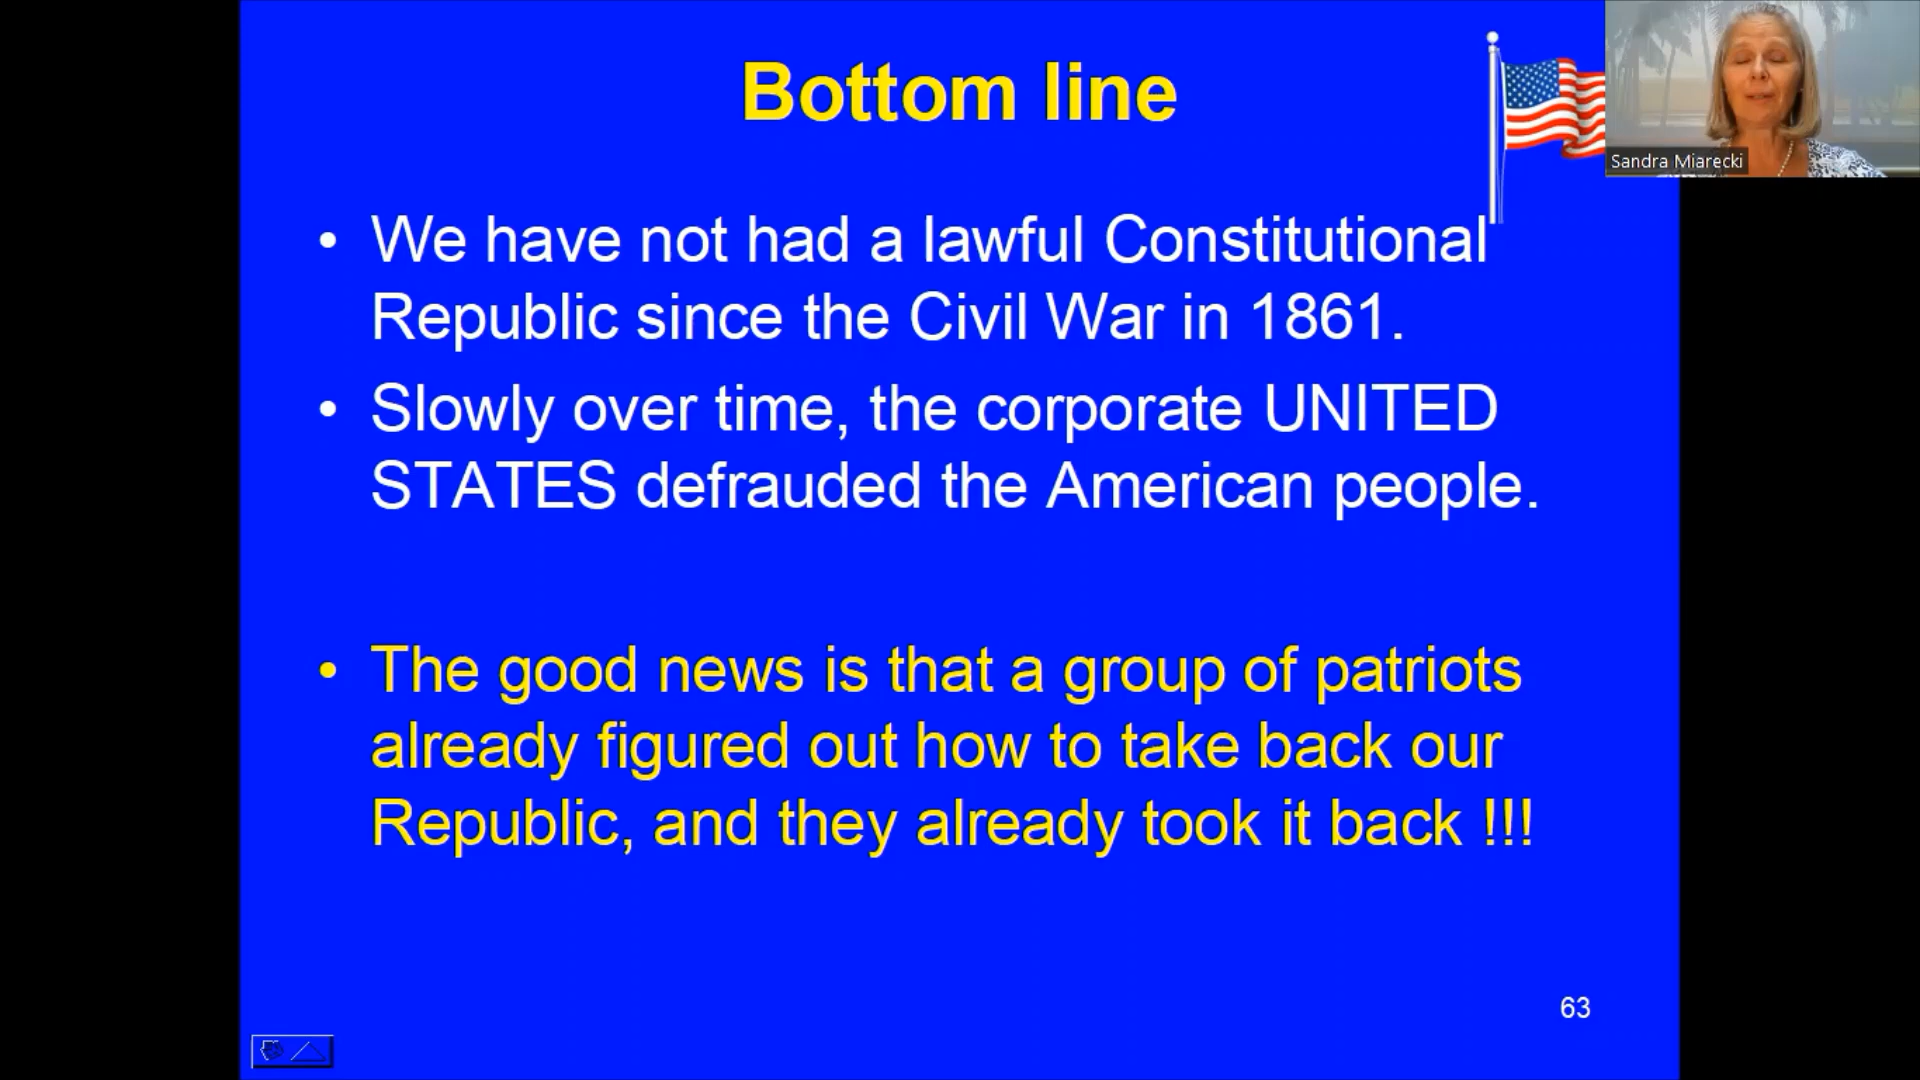 Bottom line
Sandra Miarecki
• We have not had a lawful Constitutional
Republic since the Civil War in 1861.
• Slowly over time, the corporate UNITED
STATES defrauded the American people.
• The good news is that a group of patriots
already figured out how to take back our
Republic, and they already took it back !!!
63